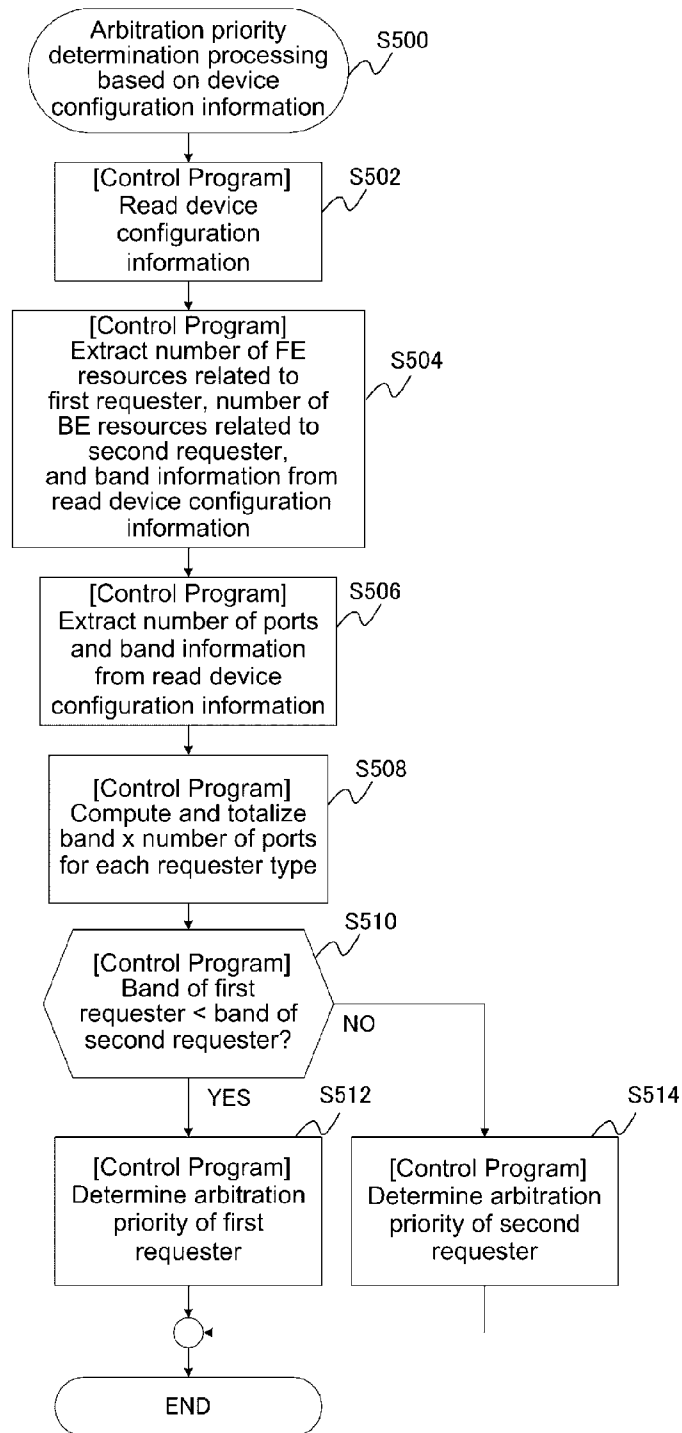 Arbitration priority
determination processing
based on device
configuration information
S500
[Control Program]
Read device
configuration
information
S502
[Control Program]
Extract number of FE
resources related to
first requester, number of
BE resources related to
second requester,
and band information from
read device configuration
information
S504
[Control Program]
Extract number of ports
and band information
from read device
configuration information
S506
[Control Program]
Compute and totalize
band x number of ports
for each requester type
S508
[Control Program]
Band of first
requester < band of
second requester?
S510
NO
YES
[Control Program]
Determine arbitration
priority of first
requester
S512
[Control Program]
Determine arbitration
priority of second
requester
S514
END